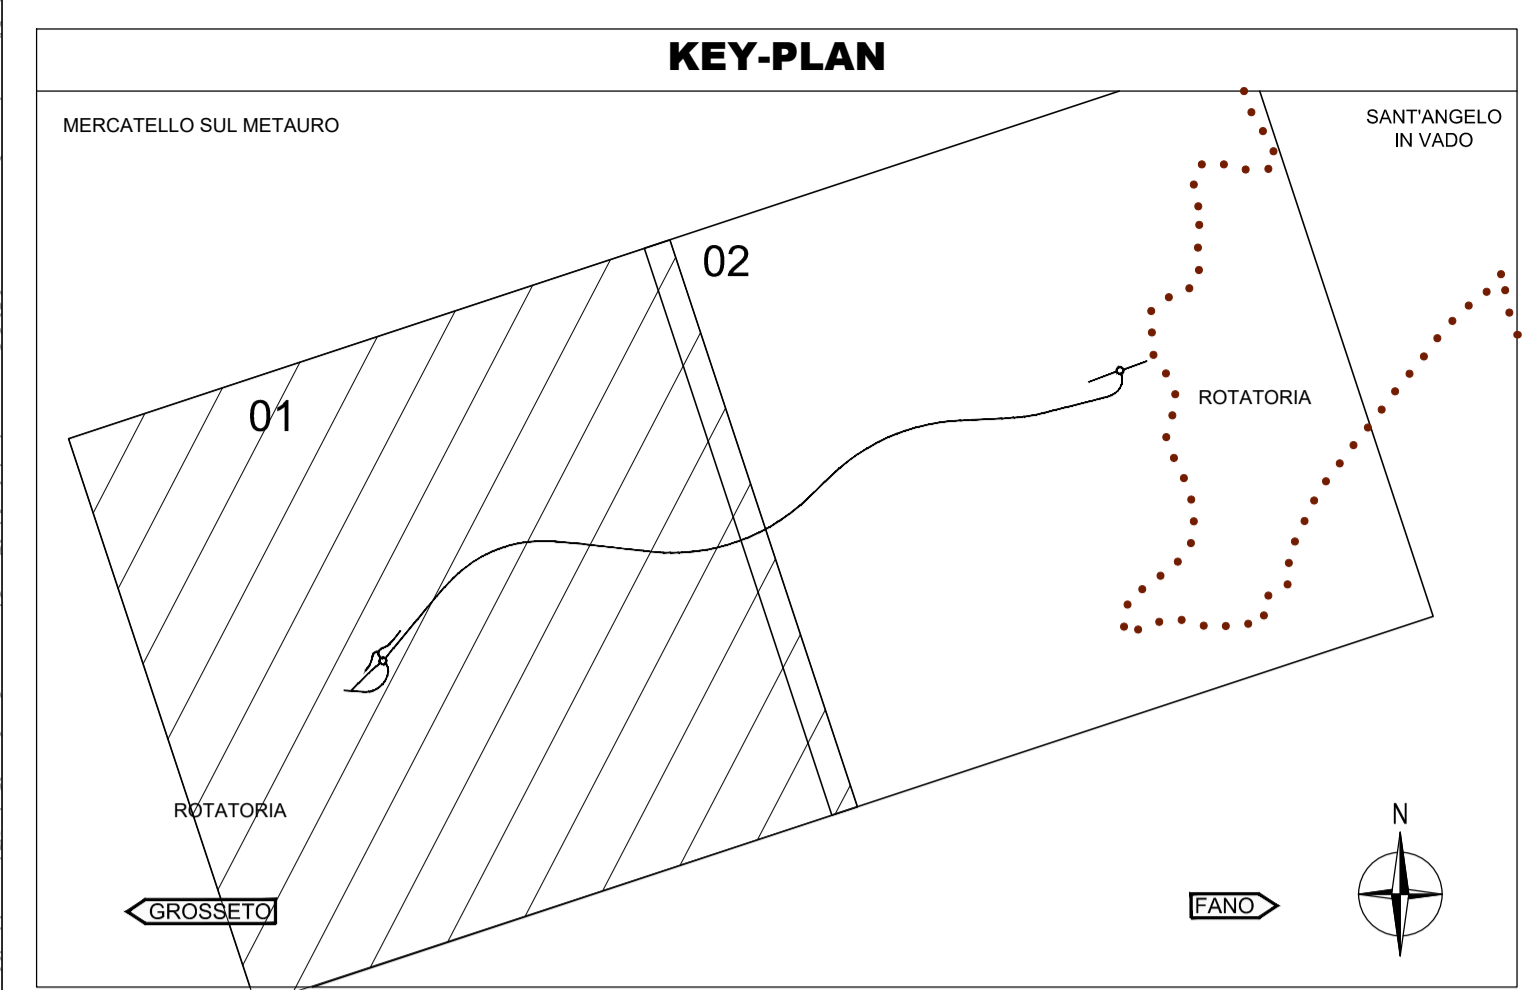 KEY-PLAN
MERCATELLO SUL METAURO
SANT'ANGELO
IN VADO
02
01
ROTATORIA
ROTATORIA
N
GROSSETO
FANO